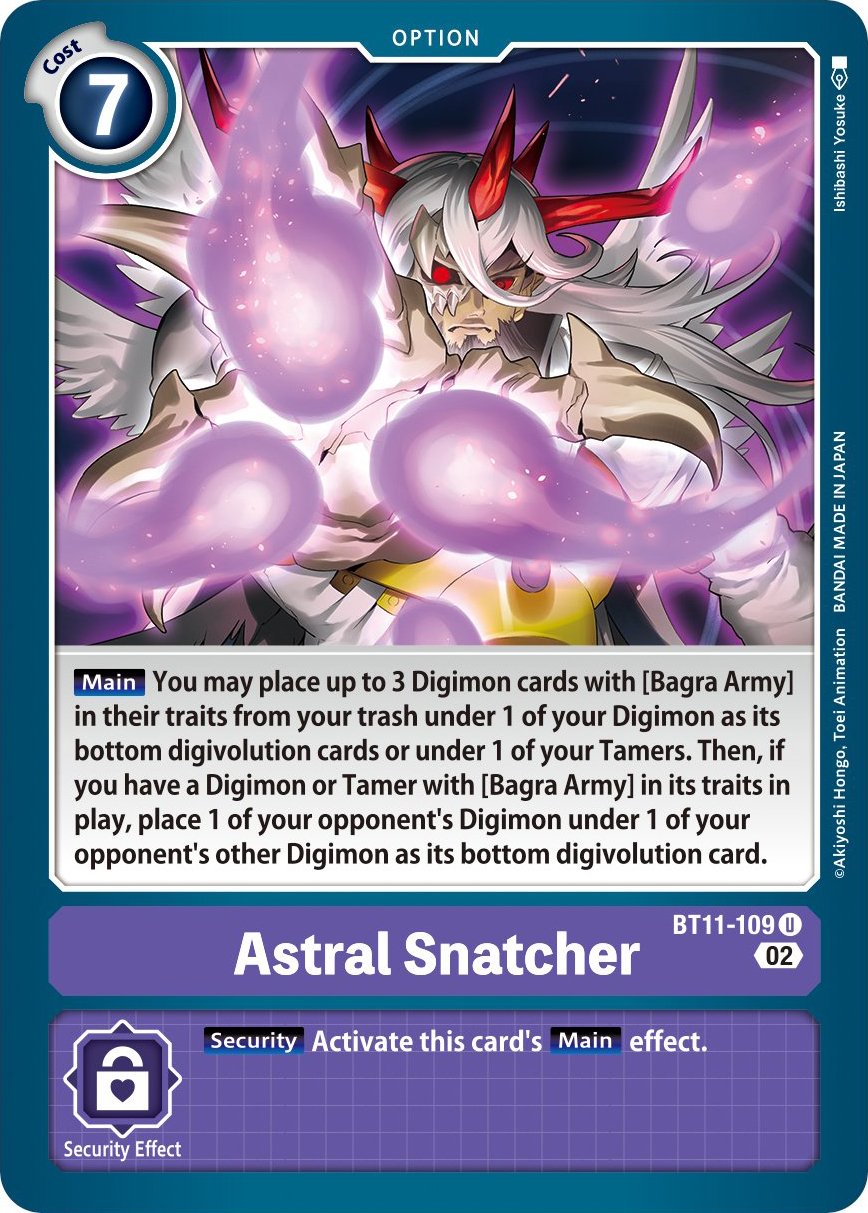 OPTION
Cost
7
Ishibashi Yosuke
Main You may place up to 3 Digimon cards with [Bagra Army]
in their traits from your trash under 1 of your Digimon as its
bottom digivolution cards or under 1 of your Tamers. Then, if
you have a Digimon or Tamer with [Bagra Army] in its traits in
play, place 1 of your opponent's Digimon under 1 of your
opponent's other Digimon as its bottom digivolution card.
©Akiyoshi Hongo, Toei Animation BANDAI MADE IN JAPAN
BT11-109 U
Astral Snatcher
02
Security Activate this card's Main effect.
Security Effect